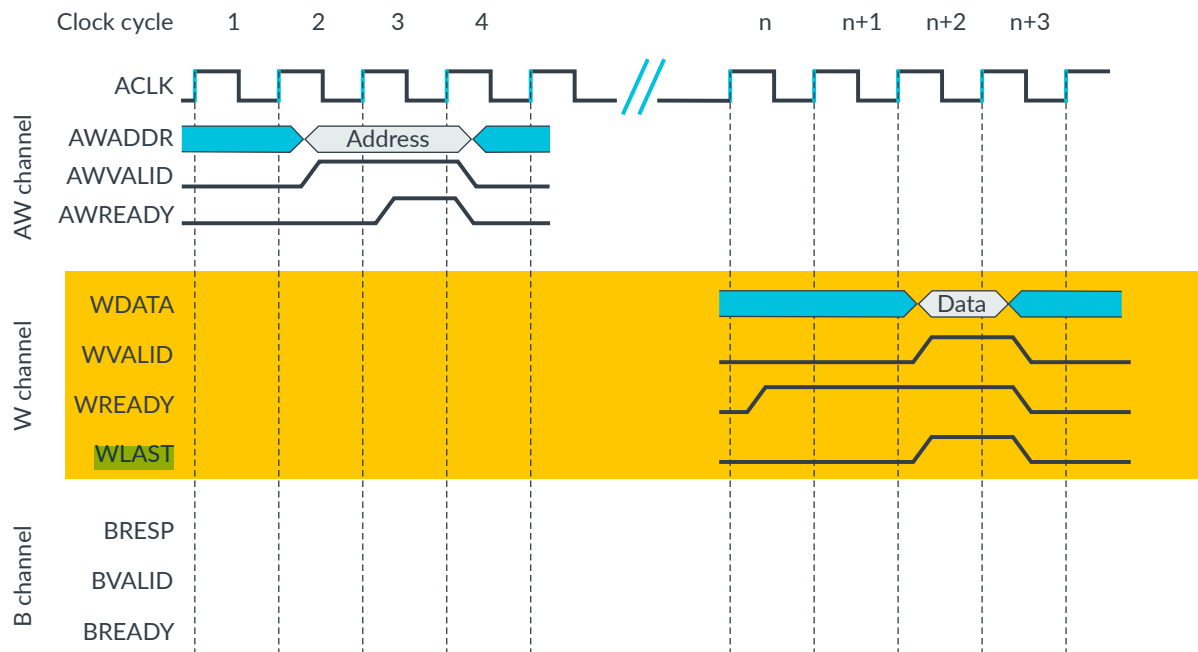 Clock cycle 1 2 3 4 n n+1 n+2 n+3
ACLK
AW channel
AWADDR Address
AWVALID
AWREADY
W channel
WDATA Data
WVALID
WREADY
WLAST
B channel
BRESP
BVALID
BREADY